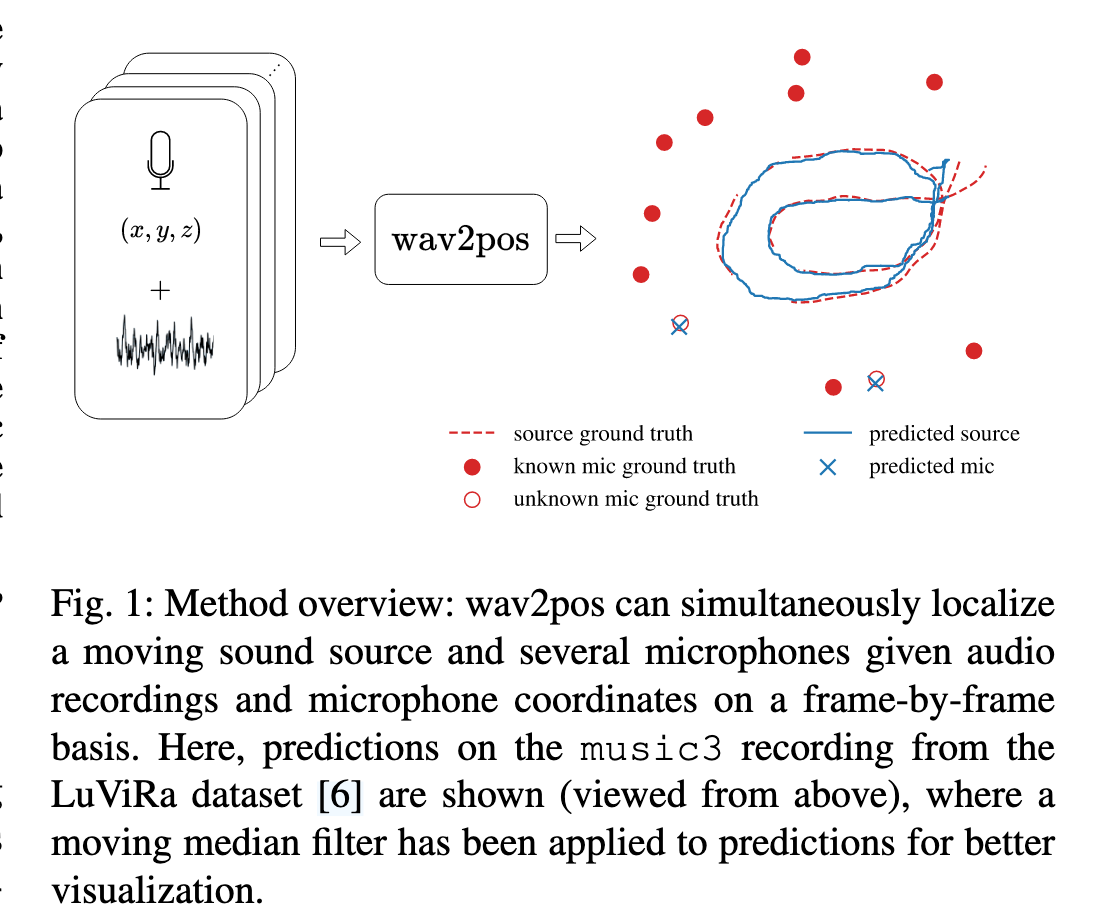 (x, y, z)
+
wav2pos
source ground truth
predicted source
known mic ground truth
predicted mic
unknown mic ground truth
Fig. 1: Method overview: wav2pos can simultaneously localize
a moving sound source and several microphones given audio
recordings and microphone coordinates on a frame-by-frame
basis. Here, predictions on the music3 recording from the
LuViRa dataset [6] are shown (viewed from above), where a
moving median filter has been applied to predictions for better
visualization.